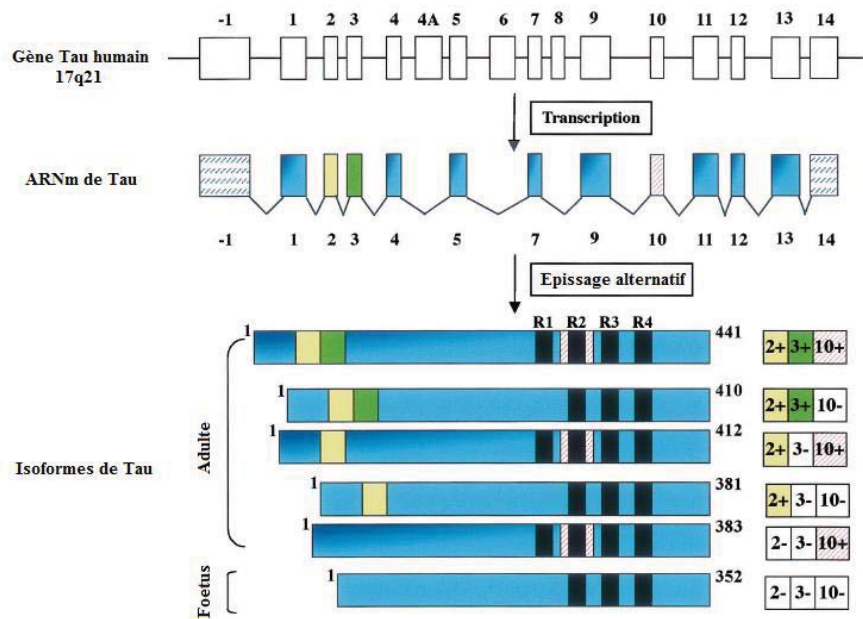 -1 1 2 3 4 4A 5 6 7 8 9 10 11 12 13 14
Gène Tau humain
17q21
Transcription
ARNm de Tau
-1 1 2 3 4 5 7 9 10 11 12 13 14
Epissage alternatif
R1 R2 R3 R4
1 441 2+ 3+ 10+
1 410 2+ 3+ 10-
1 412 2+ 3- 10+
Isoformes de Tau
Adulte
1 381 2+ 3- 10-
1 383 2- 3- 10+
Foetus
1 352 2- 3- 10-